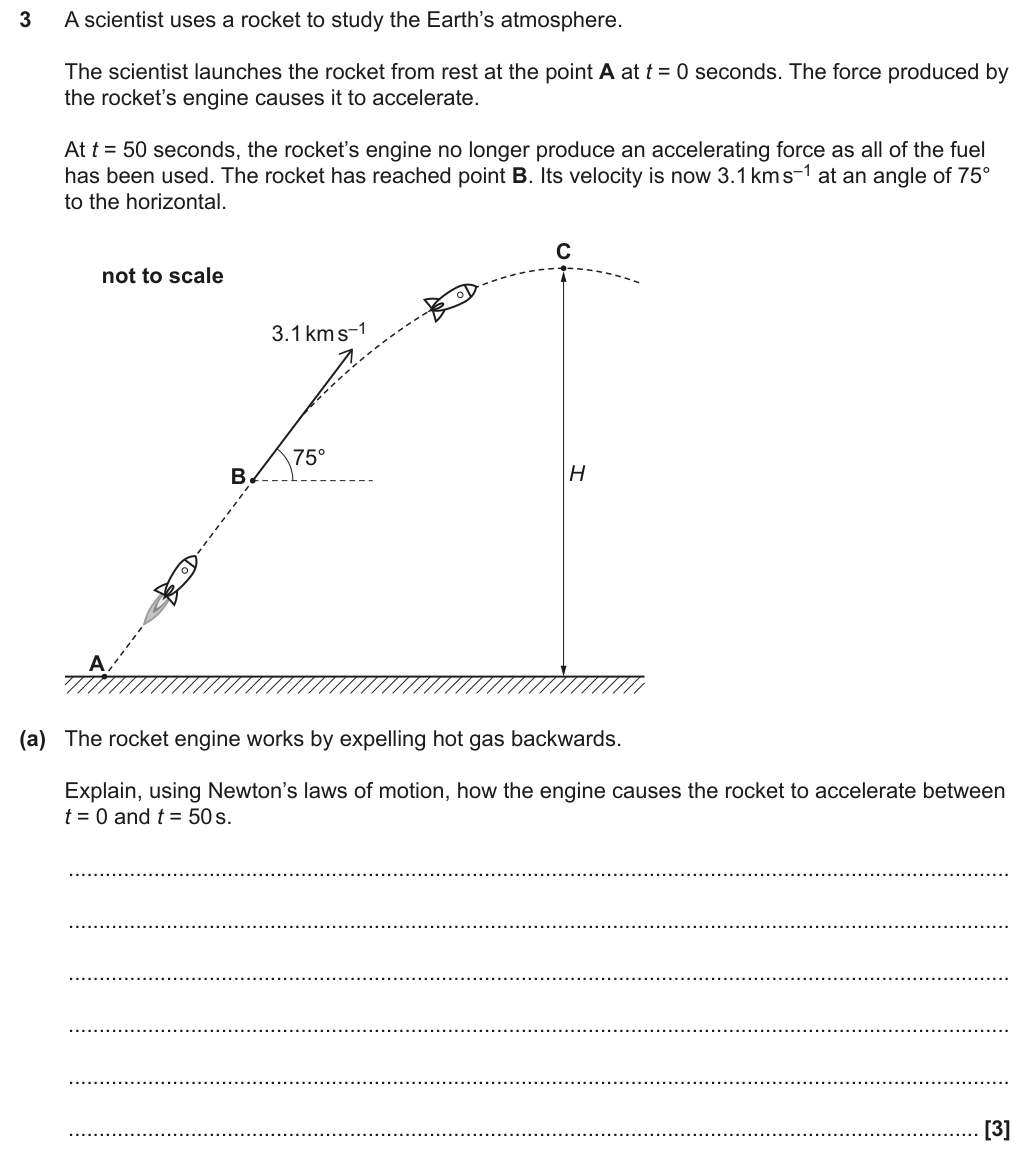 3 A scientist uses a rocket to study the Earth’s atmosphere.
The scientist launches the rocket from rest at the point A at t = 0 seconds. The force produced by
the rocket’s engine causes it to accelerate.
At t = 50 seconds, the rocket’s engine no longer produce an accelerating force as all of the fuel
has been used. The rocket has reached point B. Its velocity is now 3.1 km s⁻¹ at an angle of 75°
to the horizontal.
C
not to scale
3.1 km s⁻¹
75°
B
H
A
(a) The rocket engine works by expelling hot gas backwards.
Explain, using Newton’s laws of motion, how the engine causes the rocket to accelerate between
t = 0 and t = 50 s.
[3]